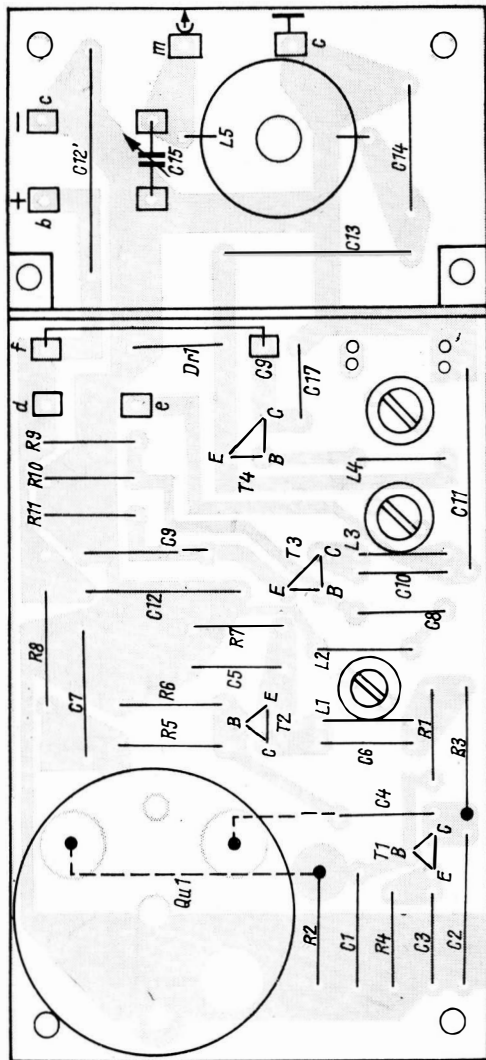 m
c
L5
C14
− c
+ b
C12'
C15
C13
f
d
e
Dr1
C9
C17
R9
R10
R11
E
C
B
T4
L4
C11
C9
C12
R8
C7
T3
E
C
B
L3
C10
C8
R7
C5
L2
R6
R5
B
E
C
T2
L1
C6
R1
R3
C4
Qu1
T1
B
C
E
R2
C1
R4
C3
C2